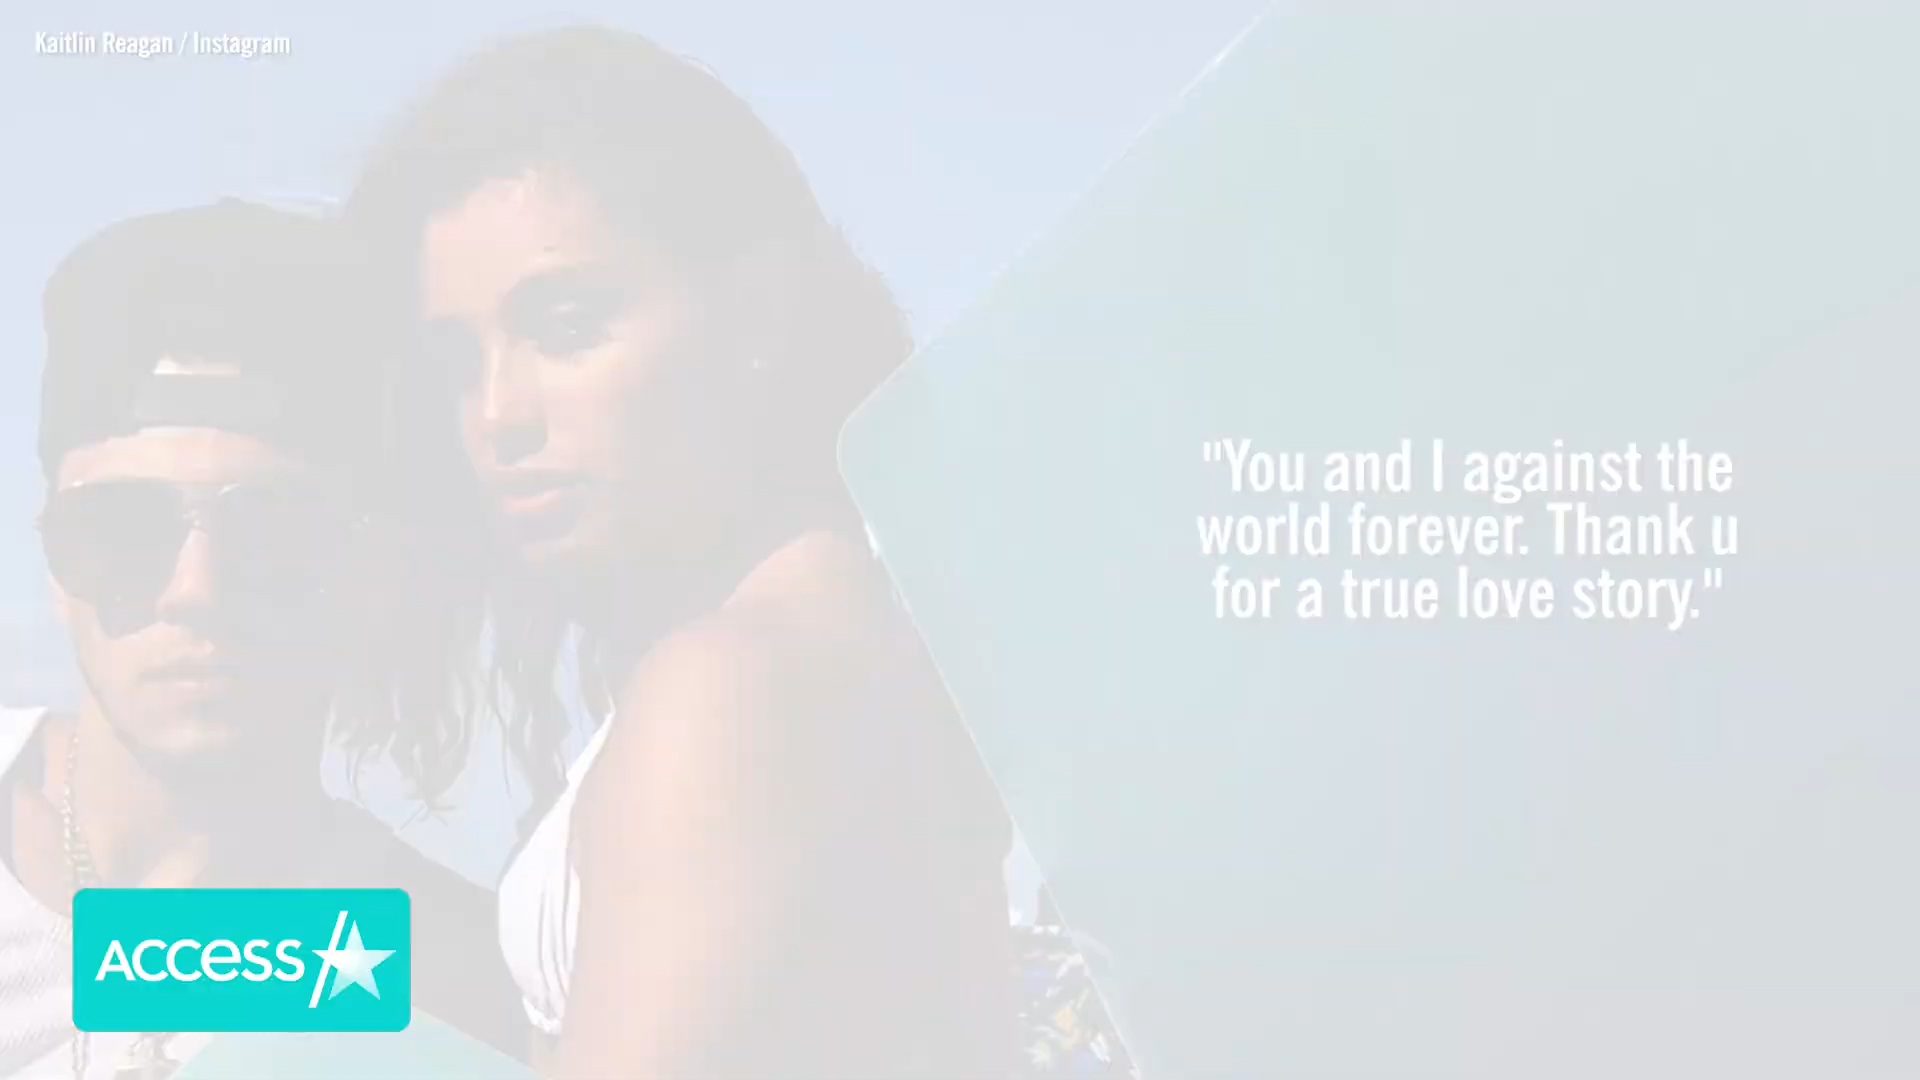 Kaitlin Reagan / Instagram
"You and I against the
world forever. Thank u
for a true love story."
ACCESS